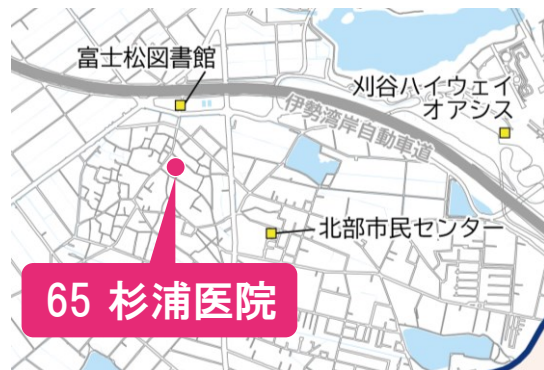 富士松図書館
刈谷ハイウェイ
オアシス
伊勢湾岸自動車道
北部市民センター
65 杉浦医院